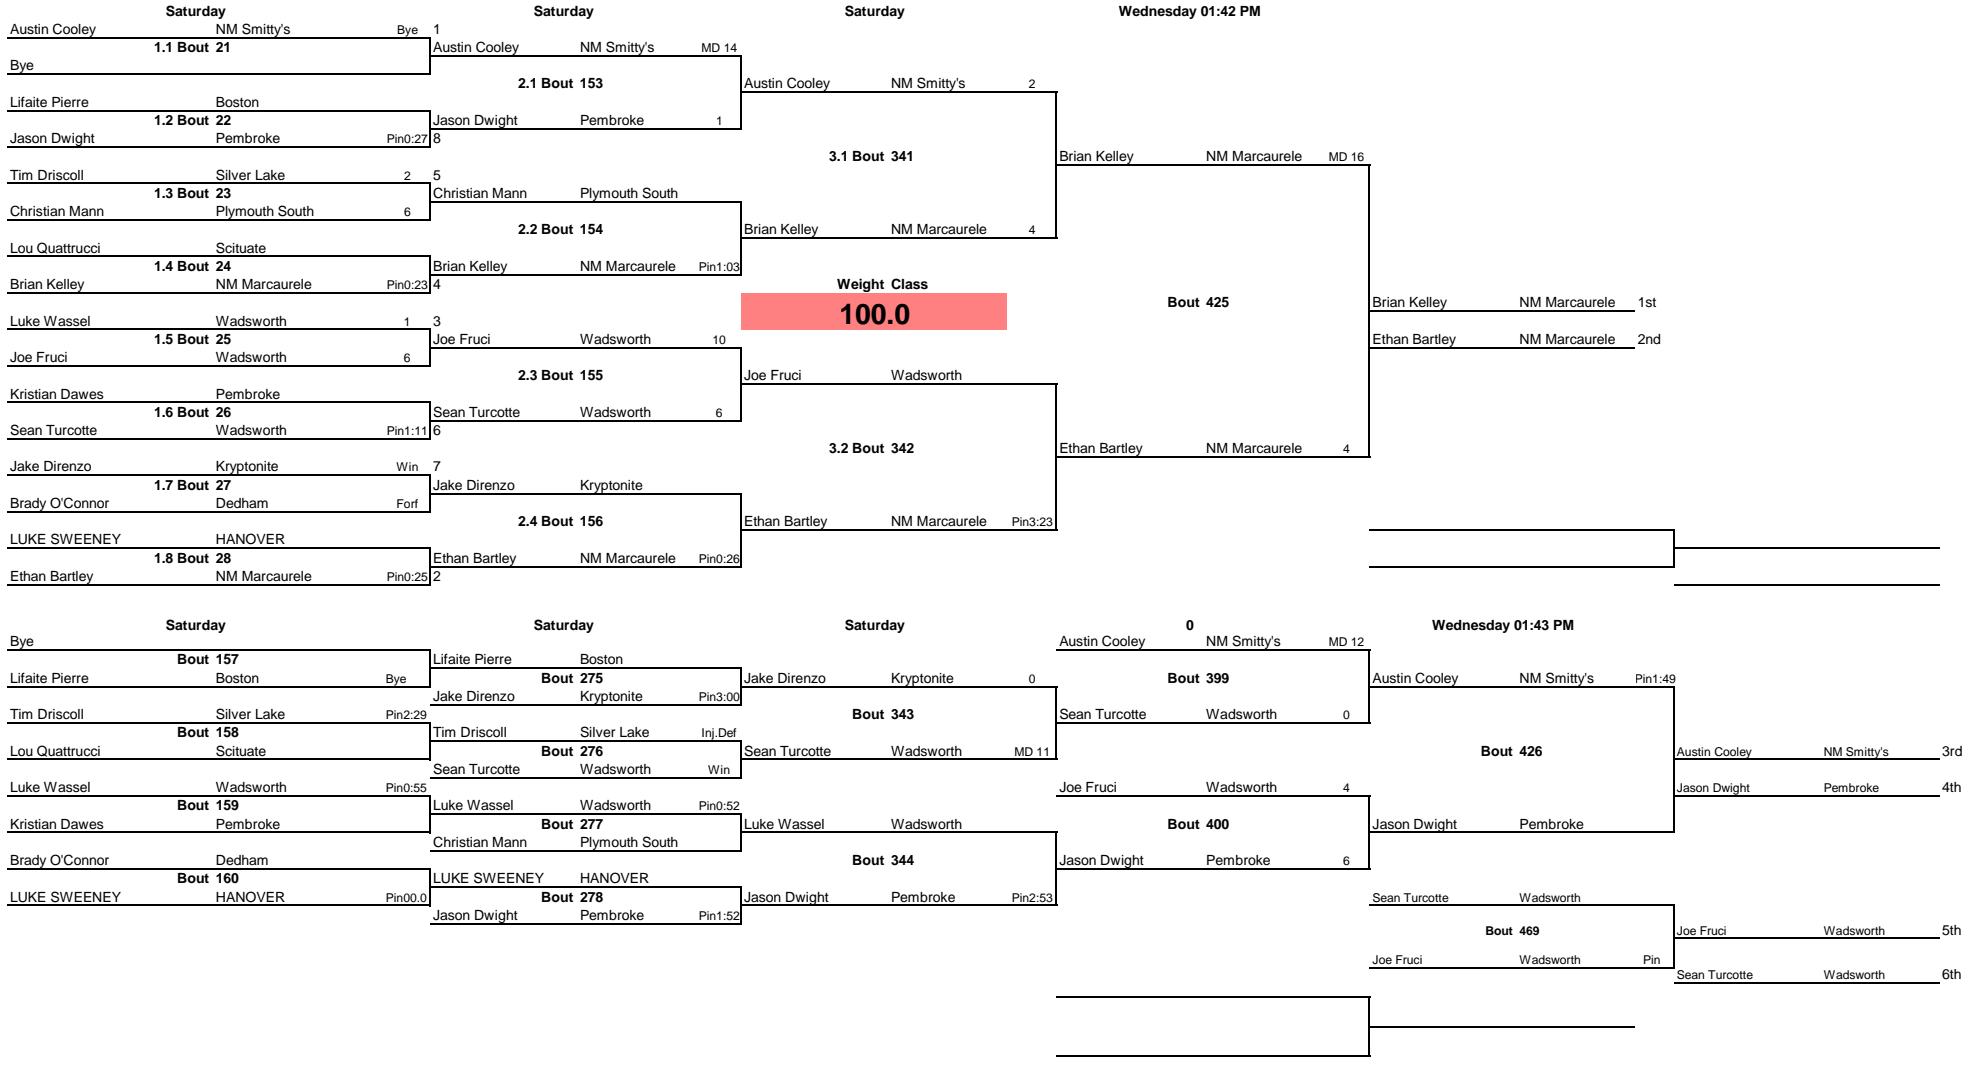 Saturday Saturday Saturday Wednesday 01:42 PM
Austin Cooley NM Smitty's Bye 1
1.1 Bout 21 Austin Cooley NM Smitty's MD 14
Bye
2.1 Bout 153 Austin Cooley NM Smitty's 2
Lifaite Pierre Boston
1.2 Bout 22 Jason Dwight Pembroke 1
Jason Dwight Pembroke Pin0:27 8
3.1 Bout 341 Brian Kelley NM Marcaurele MD 16
Tim Driscoll Silver Lake 2 5
1.3 Bout 23 Christian Mann Plymouth South
Christian Mann Plymouth South 6
2.2 Bout 154 Brian Kelley NM Marcaurele 4
Lou Quattrucci Scituate
1.4 Bout 24 Brian Kelley NM Marcaurele Pin1:03
Brian Kelley NM Marcaurele Pin0:23 4 Weight Class
Bout 425 Brian Kelley NM Marcaurele 1st
100.0
Luke Wassel Wadsworth 1 3
1.5 Bout 25 Joe Fruci Wadsworth 10 Ethan Bartley NM Marcaurele 2nd
Joe Fruci Wadsworth 6
2.3 Bout 155 Joe Fruci Wadsworth
Kristian Dawes Pembroke
1.6 Bout 26 Sean Turcotte Wadsworth 6
Sean Turcotte Wadsworth Pin1:11 6
3.2 Bout 342 Ethan Bartley NM Marcaurele 4
Jake Direnzo Kryptonite Win 7
1.7 Bout 27 Jake Direnzo Kryptonite
Brady O'Connor Dedham Forf
2.4 Bout 156 Ethan Bartley NM Marcaurele Pin3:23
LUKE SWEENEY HANOVER
1.8 Bout 28 Ethan Bartley NM Marcaurele Pin0:26
Ethan Bartley NM Marcaurele Pin0:25 2
Saturday Saturday Saturday 0 Wednesday 01:43 PM
Bye Austin Cooley NM Smitty's MD 12
Bout 157 Lifaite Pierre Boston
Lifaite Pierre Boston Bye Bout 275 Jake Direnzo Kryptonite 0 Bout 399 Austin Cooley NM Smitty's Pin1:49
Jake Direnzo Kryptonite Pin3:00
Tim Driscoll Silver Lake Pin2:29 Bout 343 Sean Turcotte Wadsworth 0
Bout 158 Tim Driscoll Silver Lake Inj.Def
Lou Quattrucci Scituate Bout 276 Sean Turcotte Wadsworth MD 11 Bout 426 Austin Cooley NM Smitty's 3rd
Sean Turcotte Wadsworth Win
Luke Wassel Wadsworth Pin0:55 Joe Fruci Wadsworth 4 Jason Dwight Pembroke 4th
Bout 159 Luke Wassel Wadsworth Pin0:52
Kristian Dawes Pembroke Bout 277 Luke Wassel Wadsworth Bout 400 Jason Dwight Pembroke
Christian Mann Plymouth South
Brady O'Connor Dedham Bout 344 Jason Dwight Pembroke 6
Bout 160 LUKE SWEENEY HANOVER
LUKE SWEENEY HANOVER Pin00.0 Bout 278 Jason Dwight Pembroke Pin2:53 Sean Turcotte Wadsworth
Jason Dwight Pembroke Pin1:52
Bout 469 Joe Fruci Wadsworth 5th
Joe Fruci Wadsworth Pin
Sean Turcotte Wadsworth 6th